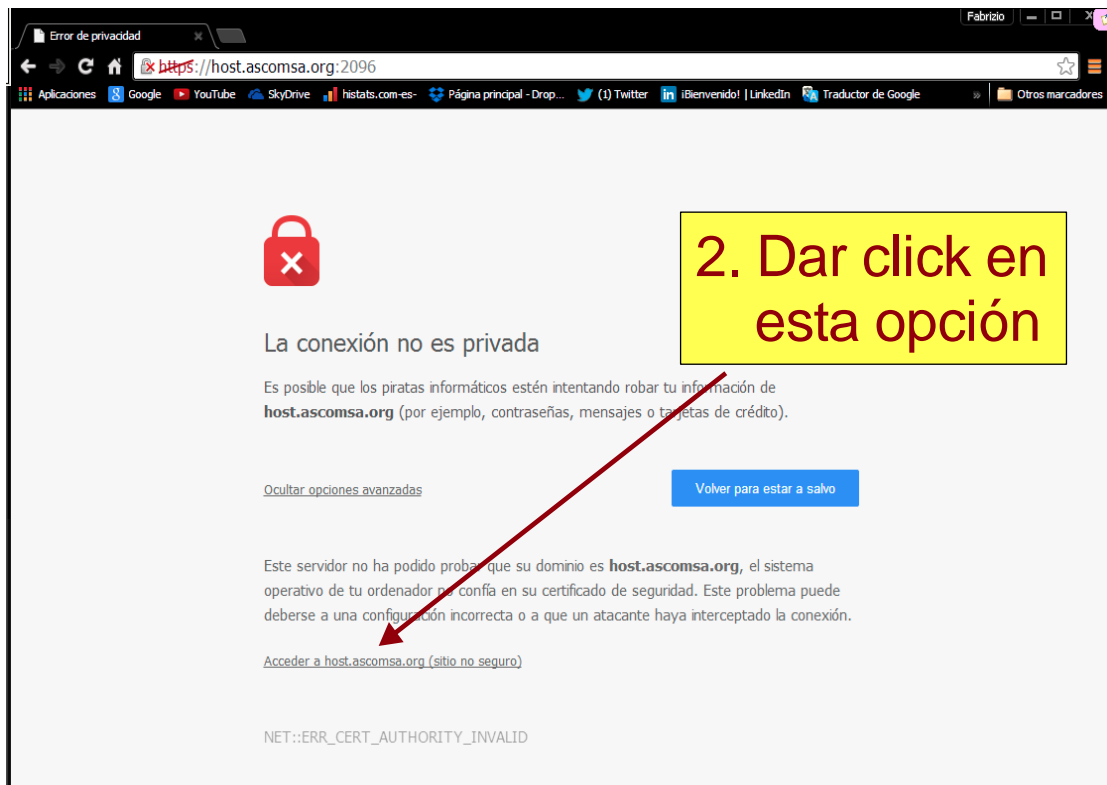 Fabrizio
Error de privacidad
https://host.ascomsa.org:2096
Aplicaciones Google YouTube SkyDrive histats.com-es- Página principal - Drop... (1) Twitter ¡Bienvenido! | LinkedIn Traductor de Google » Otros marcadores
2. Dar click en
esta opción
La conexión no es privada
Es posible que los piratas informáticos estén intentando robar tu información de
host.ascomsa.org (por ejemplo, contraseñas, mensajes o tarjetas de crédito).
Ocultar opciones avanzadas
Volver para estar a salvo
Este servidor no ha podido probar que su dominio es host.ascomsa.org, el sistema
operativo de tu ordenador no confía en su certificado de seguridad. Este problema puede
deberse a una configuración incorrecta o a que un atacante haya interceptado la conexión.
Acceder a host.ascomsa.org (sitio no seguro)
NET::ERR_CERT_AUTHORITY_INVALID